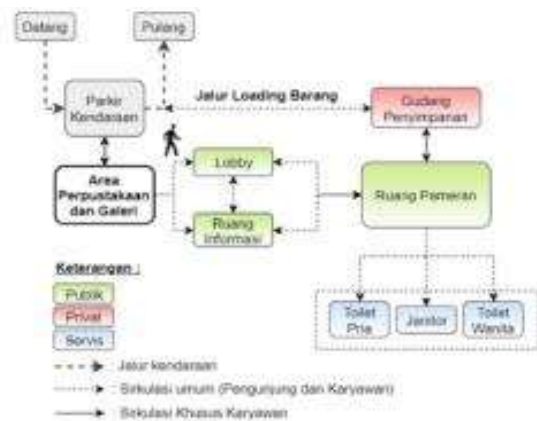 Datang
Pulang
Parkir
Kendaraan
Jalur Loading Barang
Gudang
Penyimpanan
Area
Perpustakaan
dan Galeri
Lobby
Ruang
Informasi
Ruang Pameran
Keterangan :
Publik
Privat
Servis
Toilet
Pria
Janitor
Toilet
Wanita
: Jalur kendaraan
: Sirkulasi umum (Pengunjung dan Karyawan)
: Sirkulasi Khusus Karyawan